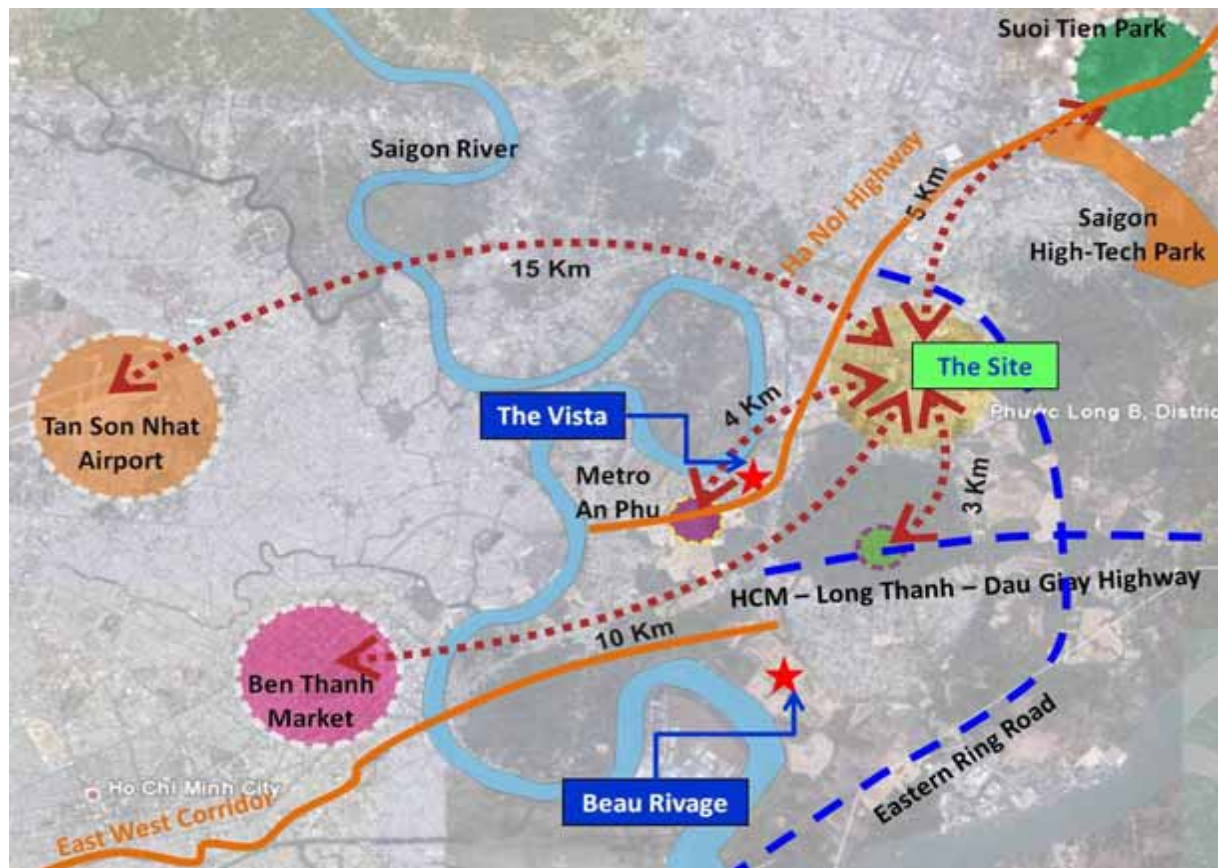 Suoi Tien Park
Saigon River
Ha Noi Highway
5 Km
Saigon
High-Tech Park
15 Km
The Site
Phước Long B, Distric
The Vista
4 Km
Tan Son Nhat
Airport
Metro
An Phu
3 Km
HCM – Long Thanh – Dau Giay Highway
10 Km
Ben Thanh
Market
Eastern Ring Road
Ho Chi Minh City
Beau Rivage
East West Corridor